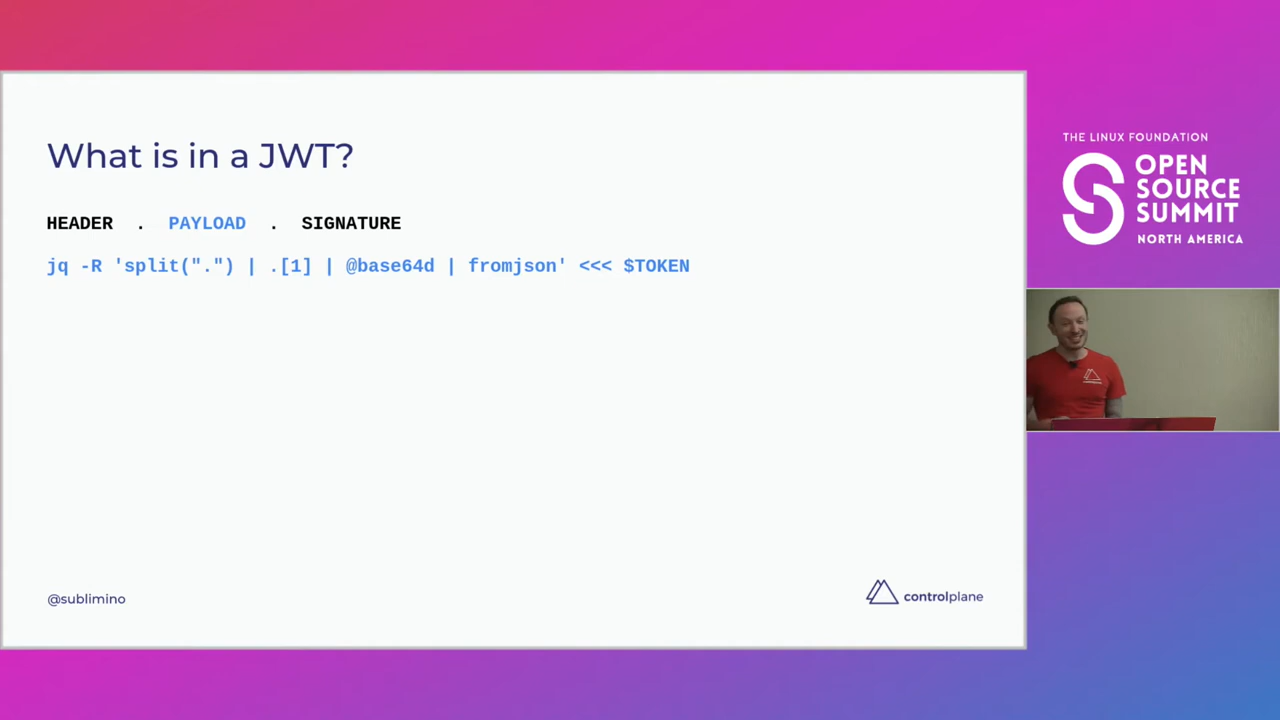 What is in a JWT?
HEADER . PAYLOAD . SIGNATURE
jq -R 'split(".") | .[1] | @base64d | fromjson' <<< $TOKEN
@sublimino
controlplane
THE LINUX FOUNDATION
OPEN
SOURCE
SUMMIT
NORTH AMERICA